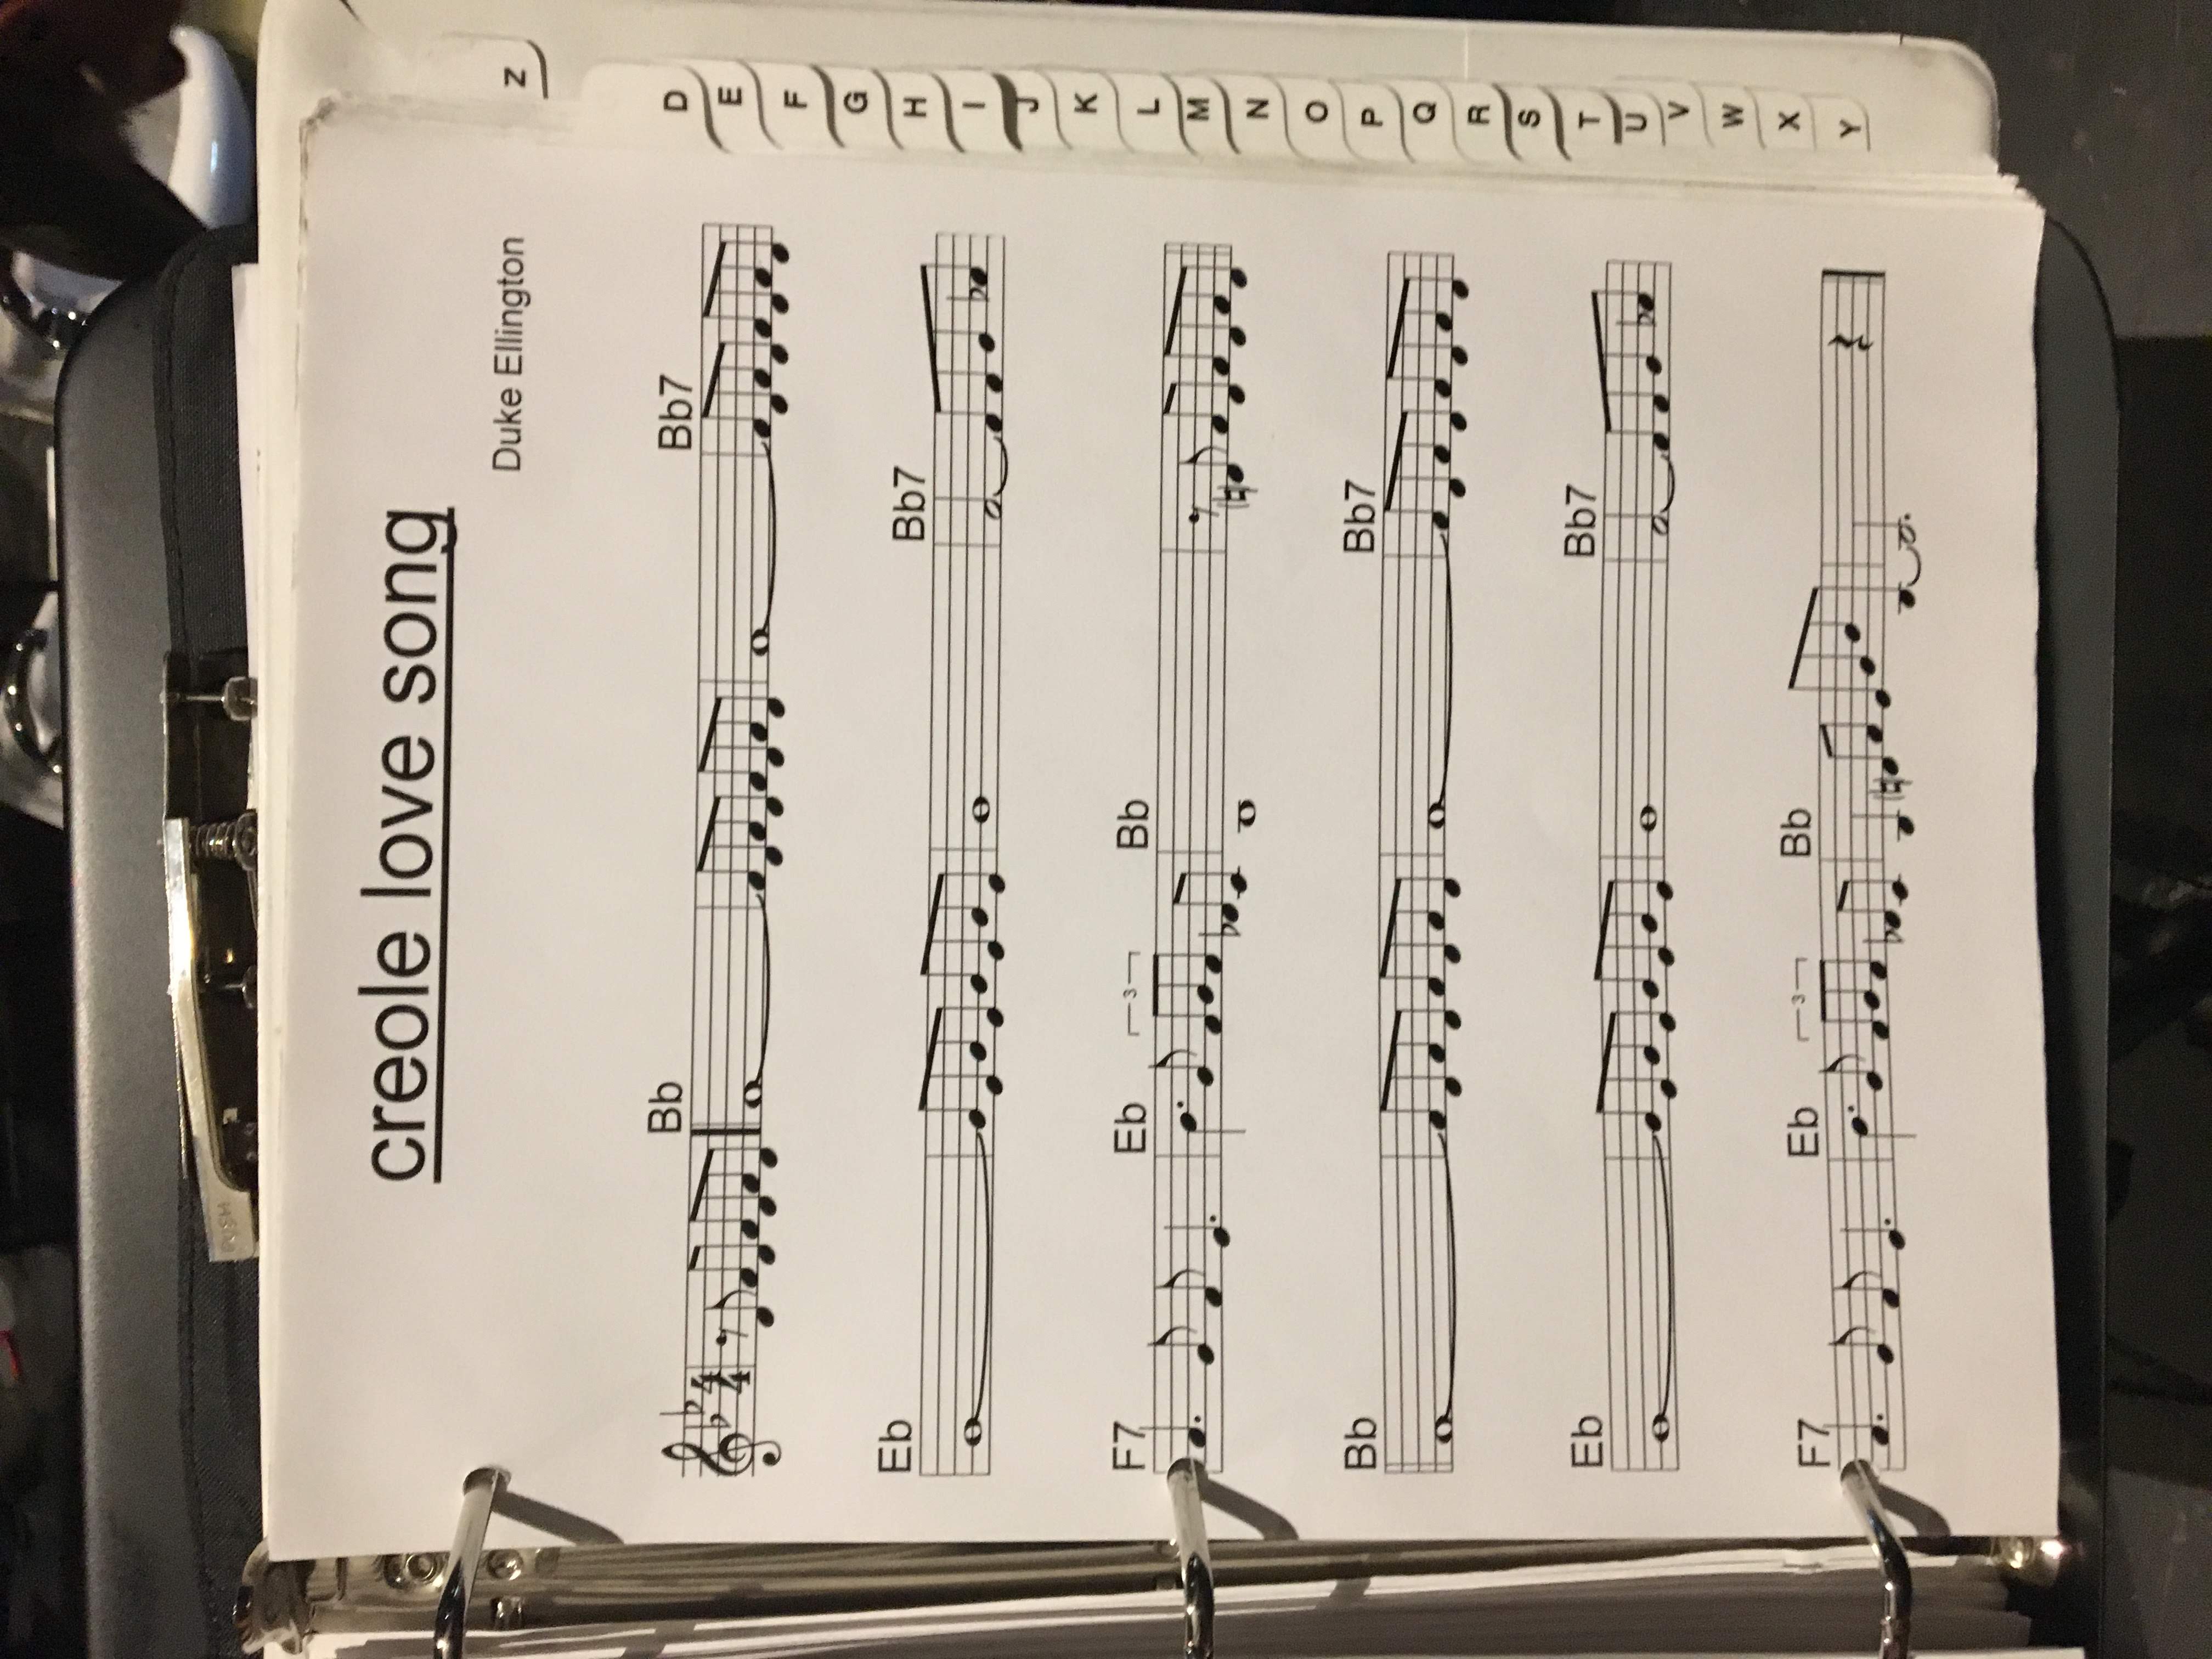 PUSH
creole love song
Duke Ellington
Bb Bb7
4
4
Eb Bb7
F7 Eb 3 Bb
Bb Bb7
Eb Bb7
F7 Eb 3 Bb
Z
D
E
F
G
H
I
J
K
L
M
N
O
P
Q
R
S
T
U
V
W
X
Y